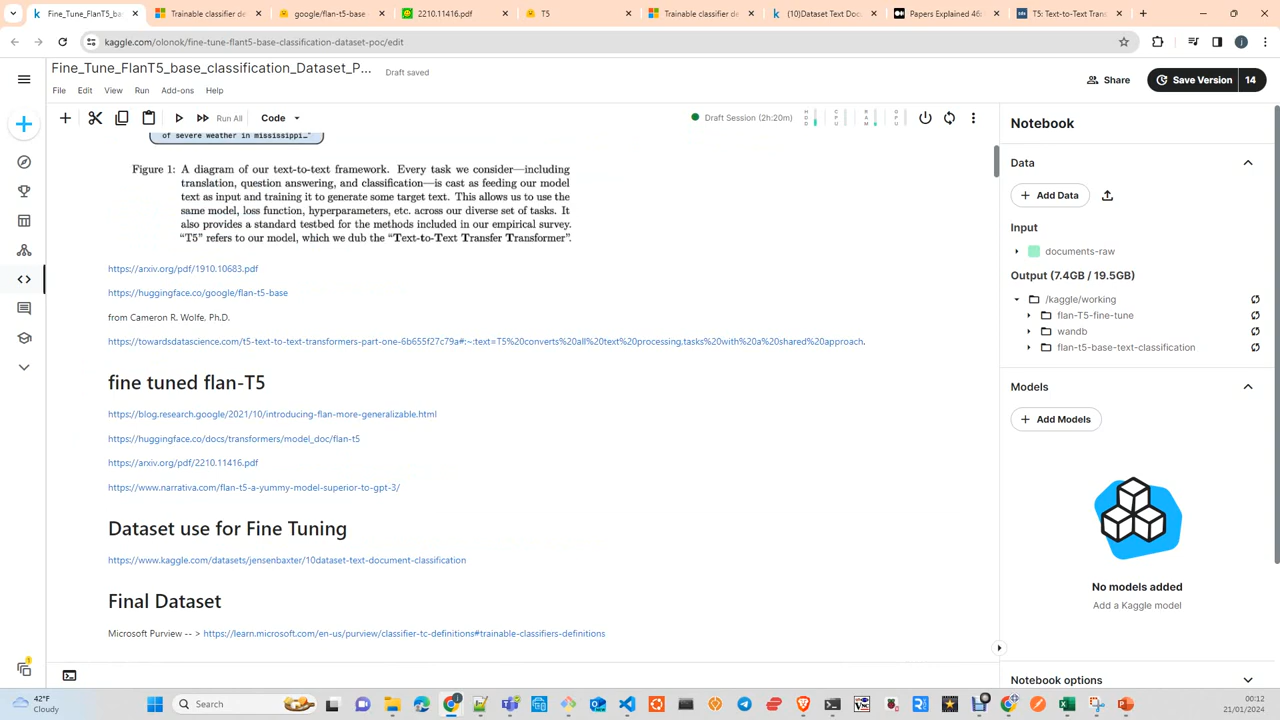 Fine_Tune_FlanT5_bas
Trainable classifier de
google/flan-t5-base
2210.11416.pdf
T5
Trainable classifier de
(10)Dataset Text Doc
Papers Explained 46:
T5: Text-to-Text Tran
kaggle.com/olonok/fine-tune-flant5-base-classification-dataset-poc/edit
Fine_Tune_FlanT5_base_classification_Dataset_P...
Draft saved
Share
Save Version
14
File Edit View Run Add-ons Help
Run All
Code
Draft Session (2h:20m)
HDD
CPU
RAM
GPU
Notebook
of severe weather in mississippi…"
Figure 1: A diagram of our text-to-text framework. Every task we consider—including
translation, question answering, and classification—is cast as feeding our model
text as input and training it to generate some target text. This allows us to use the
same model, loss function, hyperparameters, etc. across our diverse set of tasks. It
also provides a standard testbed for the methods included in our empirical survey.
"T5" refers to our model, which we dub the "Text-to-Text Transfer Transformer".
https://arxiv.org/pdf/1910.10683.pdf
https://huggingface.co/google/flan-t5-base
from Cameron R. Wolfe, Ph.D.
https://towardsdatascience.com/t5-text-to-text-transformers-part-one-6b655f27c79a#:~:text=T5%20converts%20all%20text%20processing,tasks%20with%20a%20shared%20approach.
fine tuned flan-T5
https://blog.research.google/2021/10/introducing-flan-more-generalizable.html
https://huggingface.co/docs/transformers/model_doc/flan-t5
https://arxiv.org/pdf/2210.11416.pdf
https://www.narrativa.com/flan-t5-a-yummy-model-superior-to-gpt-3/
Dataset use for Fine Tuning
https://www.kaggle.com/datasets/jensenbaxter/10dataset-text-document-classification
Final Dataset
Microsoft Purview -- > https://learn.microsoft.com/en-us/purview/classifier-tc-definitions#trainable-classifiers-definitions
Data
Add Data
Input
documents-raw
Output (7.4GB / 19.5GB)
/kaggle/working
flan-T5-fine-tune
wandb
flan-t5-base-text-classification
Models
Add Models
No models added
Add a Kaggle model
Notebook options
42°F
Cloudy
Search
00:12
21/01/2024